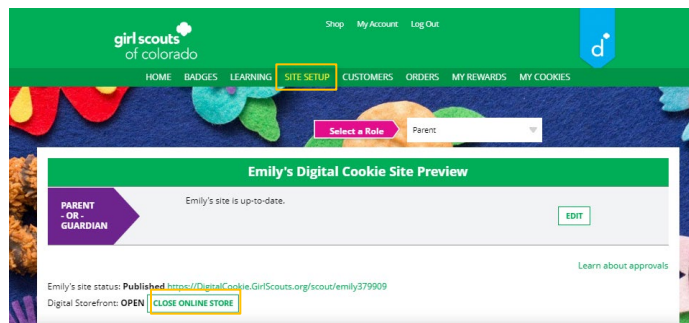 Shop My Account Log Out
girl scouts
of colorado
d
HOME BADGES LEARNING SITE SETUP CUSTOMERS ORDERS MY REWARDS MY COOKIES
Select a Role Parent
Emily's Digital Cookie Site Preview
PARENT
- OR -
GUARDIAN
Emily's site is up-to-date.
EDIT
Learn about approvals
Emily's site status: Published https://DigitalCookie.GirlScouts.org/scout/emily379909
Digital Storefront: OPEN CLOSE ONLINE STORE